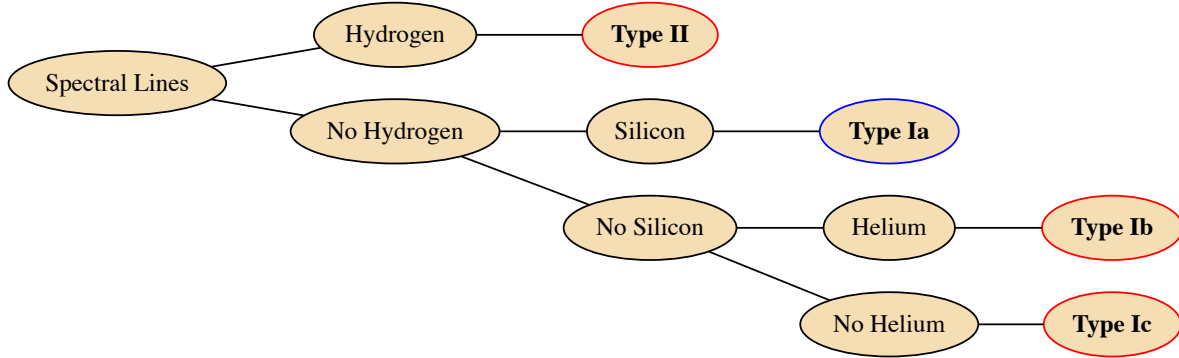 Hydrogen
Type II
Spectral Lines
No Hydrogen
Silicon
Type Ia
No Silicon
Helium
Type Ib
No Helium
Type Ic